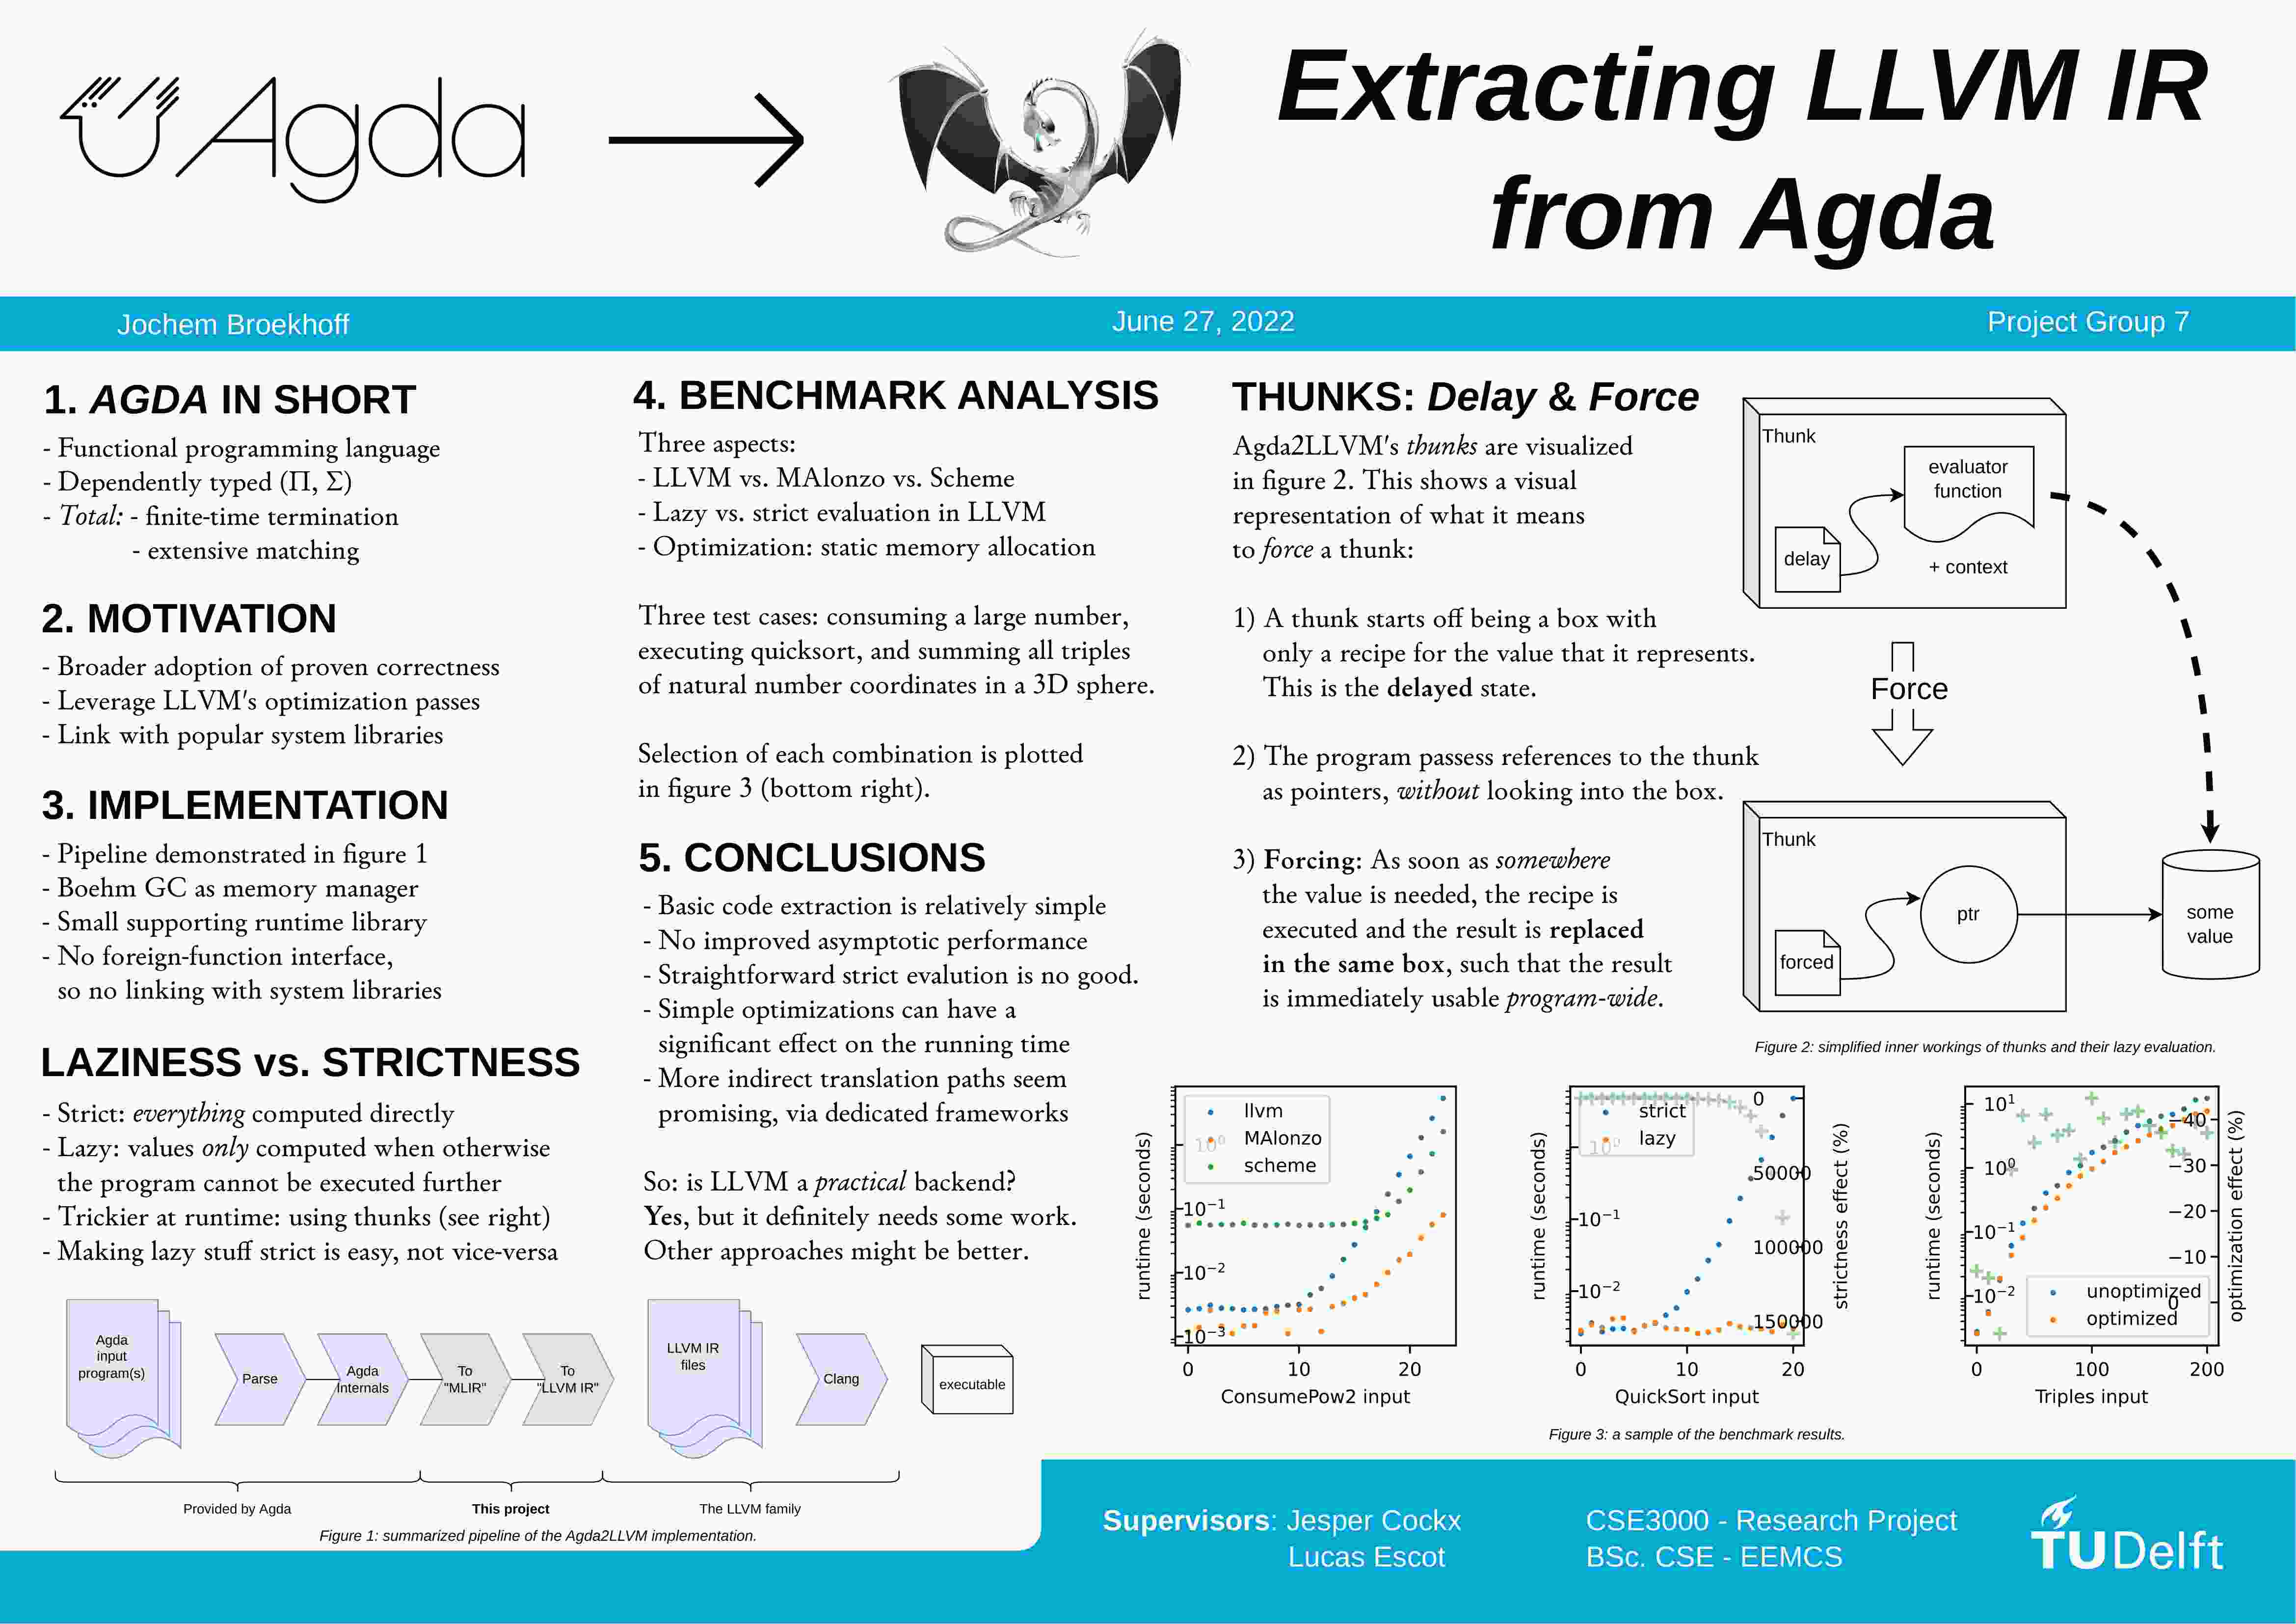 Agda
Extracting LLVM IR
from Agda
Jochem Broekhoff
June 27, 2022
Project Group 7
1. AGDA IN SHORT
- Functional programming language
- Dependently typed (Π, Σ)
- Total: - finite-time termination
- extensive matching
2. MOTIVATION
- Broader adoption of proven correctness
- Leverage LLVM's optimization passes
- Link with popular system libraries
3. IMPLEMENTATION
- Pipeline demonstrated in figure 1
- Boehm GC as memory manager
- Small supporting runtime library
- No foreign-function interface,
so no linking with system libraries
LAZINESS vs. STRICTNESS
- Strict: everything computed directly
- Lazy: values only computed when otherwise
the program cannot be executed further
- Trickier at runtime: using thunks (see right)
- Making lazy stuff strict is easy, not vice-versa
Agda
input
program(s)
Parse
Agda
Internals
To
"MLIR"
To
"LLVM IR"
LLVM IR
files
Clang
executable
Provided by Agda
This project
The LLVM family
Figure 1: summarized pipeline of the Agda2LLVM implementation.
4. BENCHMARK ANALYSIS
Three aspects:
- LLVM vs. MAlonzo vs. Scheme
- Lazy vs. strict evaluation in LLVM
- Optimization: static memory allocation
Three test cases: consuming a large number,
executing quicksort, and summing all triples
of natural number coordinates in a 3D sphere.
Selection of each combination is plotted
in figure 3 (bottom right).
5. CONCLUSIONS
- Basic code extraction is relatively simple
- No improved asymptotic performance
- Straightforward strict evalution is no good.
- Simple optimizations can have a
significant effect on the running time
- More indirect translation paths seem
promising, via dedicated frameworks
So: is LLVM a practical backend?
Yes, but it definitely needs some work.
Other approaches might be better.
THUNKS: Delay & Force
Agda2LLVM's thunks are visualized
in figure 2. This shows a visual
representation of what it means
to force a thunk:
1) A thunk starts off being a box with
only a recipe for the value that it represents.
This is the delayed state.
2) The program passess references to the thunk
as pointers, without looking into the box.
3) Forcing: As soon as somewhere
the value is needed, the recipe is
executed and the result is replaced
in the same box, such that the result
is immediately usable program-wide.
Thunk
evaluator
function
delay
+ context
Force
Thunk
ptr
forced
some
value
Figure 2: simplified inner workings of thunks and their lazy evaluation.
runtime (seconds)
llvm
MAlonzo
scheme
10⁰
10⁻¹
10⁻²
10⁻³
0 10 20
ConsumePow2 input
runtime (seconds)
strict
lazy
10⁰
10⁻¹
10⁻²
0
50000
100000
150000
strictness effect (%)
0 10 20
QuickSort input
runtime (seconds)
10¹
10⁰
10⁻¹
10⁻²
−40
−30
−20
−10
0
unoptimized
optimized
optimization effect (%)
0 100 200
Triples input
Figure 3: a sample of the benchmark results.
Supervisors: Jesper Cockx
Lucas Escot
CSE3000 - Research Project
BSc. CSE - EEMCS
TUDelft